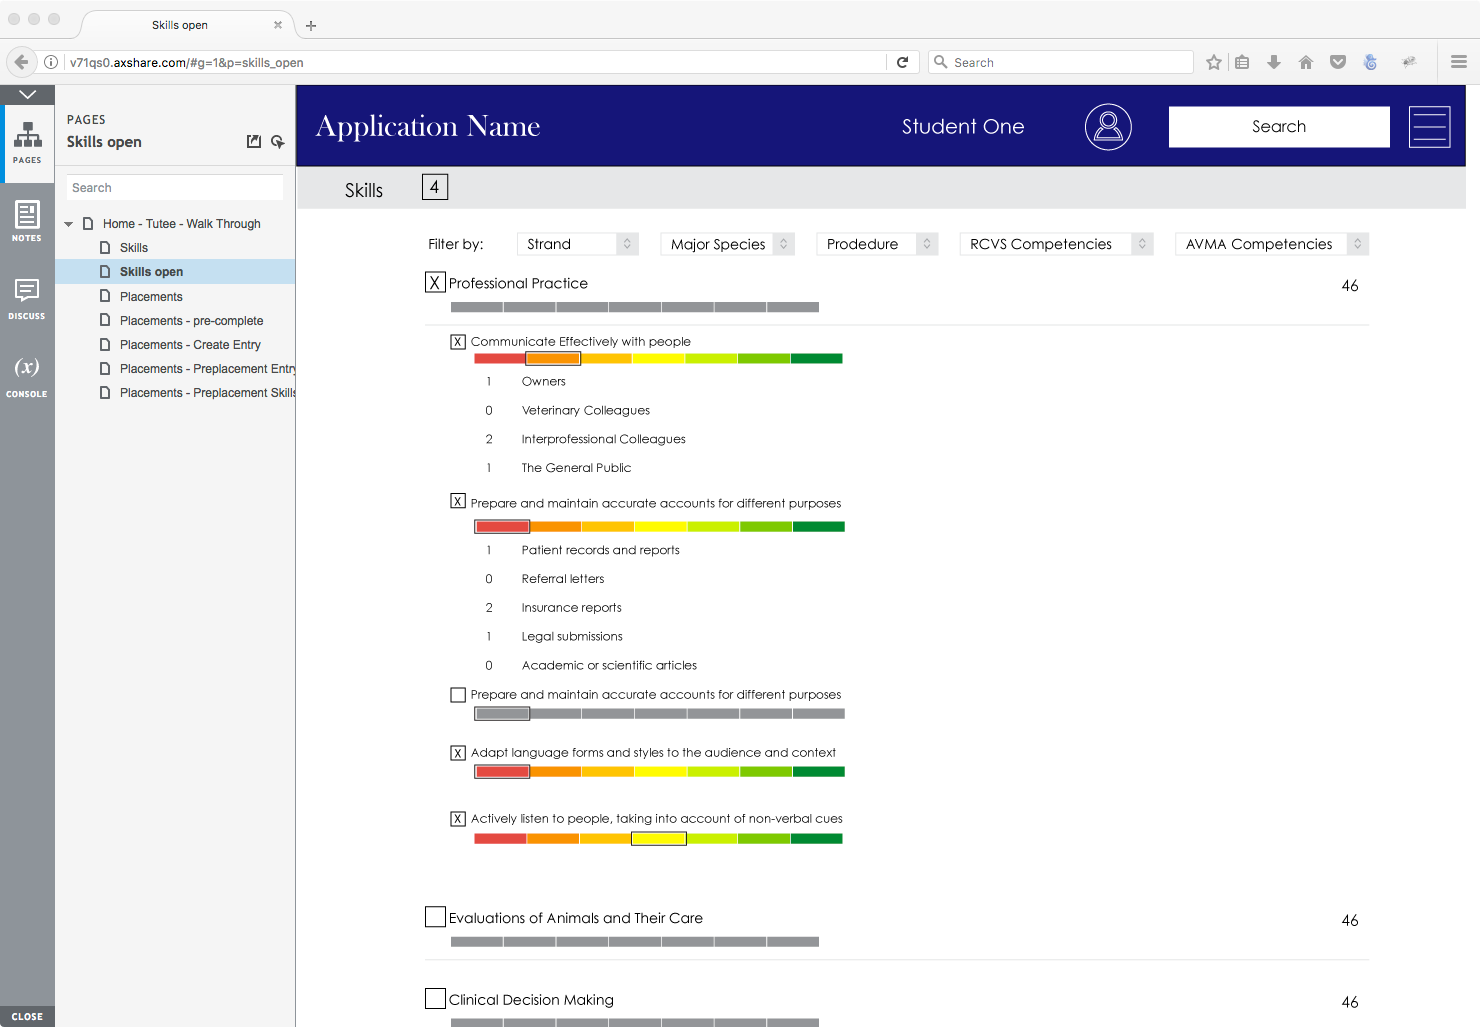 Skills open
v71qs0.axshare.com/#g=1&p=skills_open
Search
PAGES
NOTES
DISCUSS
(x)
CONSOLE
CLOSE
PAGES
Skills open
Search
Home - Tutee - Walk Through
Skills
Skills open
Placements
Placements - pre-complete
Placements - Create Entry
Placements - Preplacement Entry
Placements - Preplacement Skills
Application Name
Student One
Search
Skills 4
Filter by: Strand Major Species Prodedure RCVS Competencies AVMA Competencies
X Professional Practice 46
X Communicate Effectively with people
1 Owners
0 Veterinary Colleagues
2 Interprofessional Colleagues
1 The General Public
X Prepare and maintain accurate accounts for different purposes
1 Patient records and reports
0 Referral letters
2 Insurance reports
1 Legal submissions
0 Academic or scientific articles
Prepare and maintain accurate accounts for different purposes
X Adapt language forms and styles to the audience and context
X Actively listen to people, taking into account of non-verbal cues
Evaluations of Animals and Their Care 46
Clinical Decision Making 46